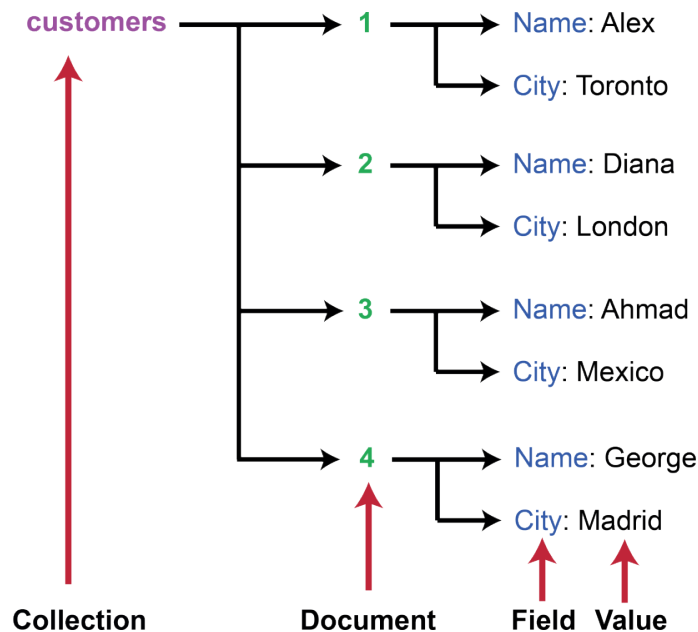 customers 1 Name: Alex
City: Toronto
2 Name: Diana
City: London
3 Name: Ahmad
City: Mexico
4 Name: George
City: Madrid
Collection Document Field Value